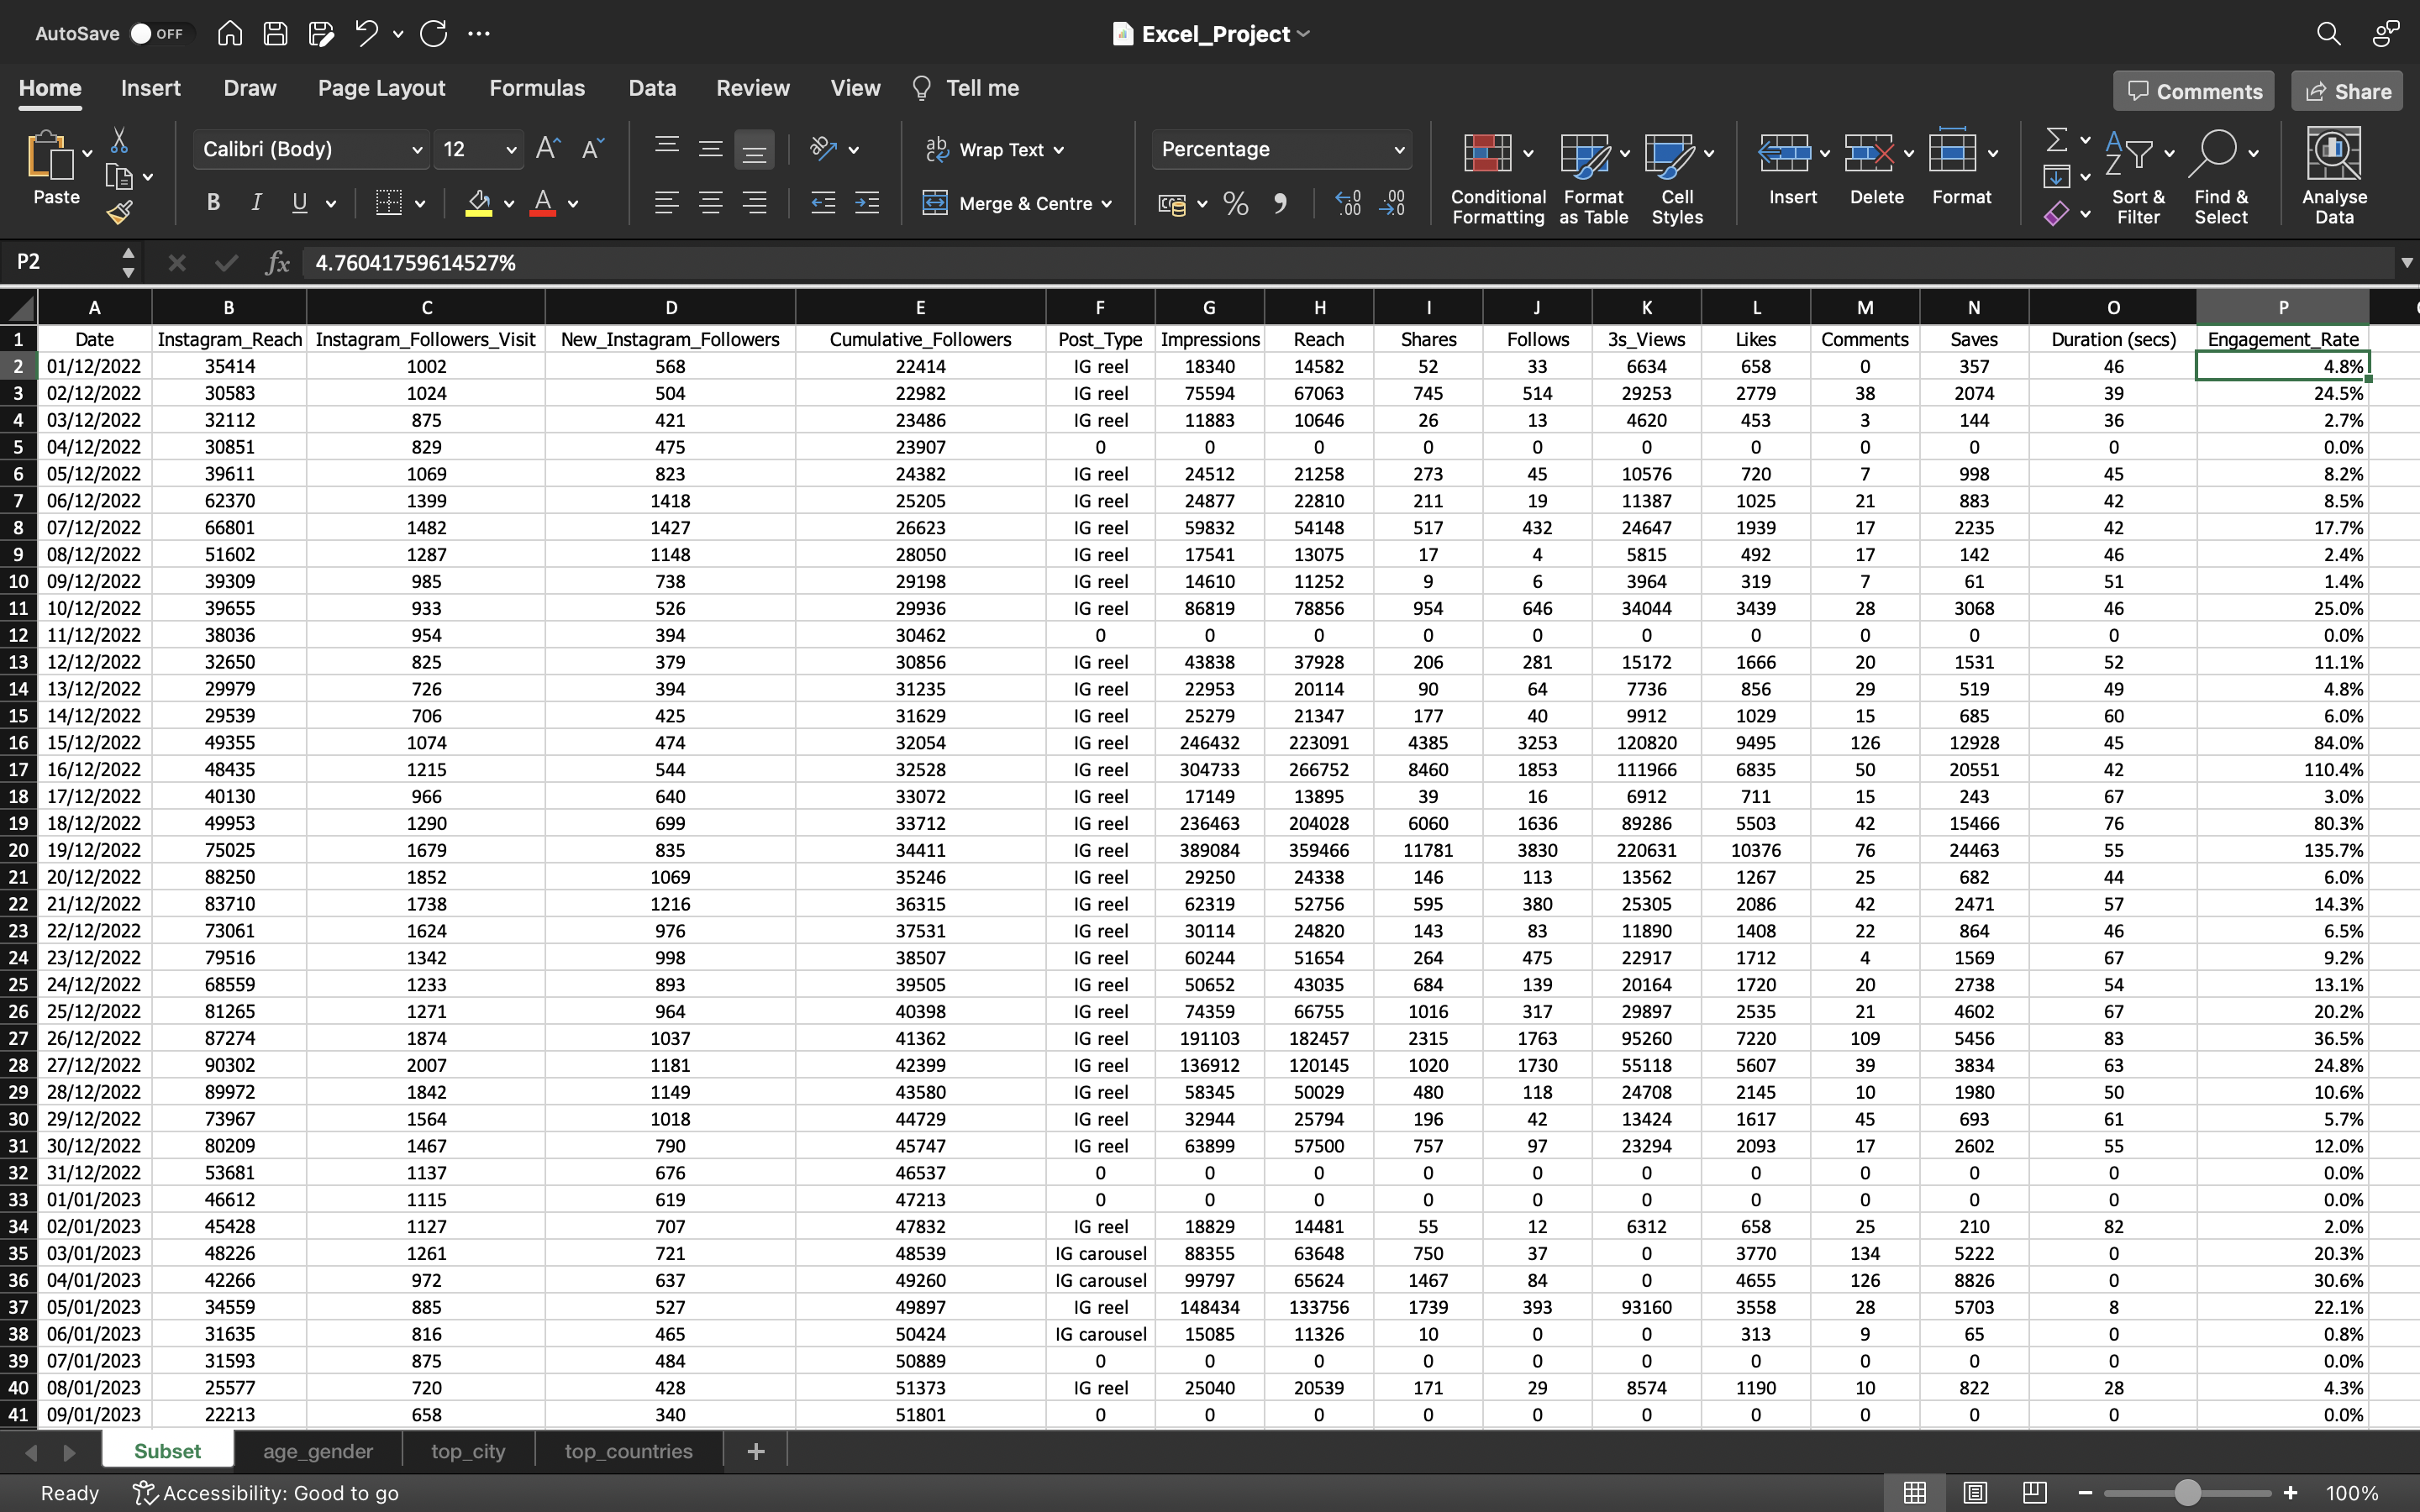 AutoSave OFF Excel_Project
Home Insert Draw Page Layout Formulas Data Review View Tell me Comments Share
Paste Calibri (Body) 12 Wrap Text Percentage Conditional Formatting Format as Table Cell Styles Insert Delete Format Sort & Filter Find & Select Analyse Data
B I U Merge & Centre
P2 fx 4.76041759614527%
A B C D E F G H I J K L M N O P
1 Date Instagram_Reach Instagram_Followers_Visit New_Instagram_Followers Cumulative_Followers Post_Type Impressions Reach Shares Follows 3s_Views Likes Comments Saves Duration (secs) Engagement_Rate
2 01/12/2022 35414 1002 568 22414 IG reel 18340 14582 52 33 6634 658 0 357 46 4.8%
3 02/12/2022 30583 1024 504 22982 IG reel 75594 67063 745 514 29253 2779 38 2074 39 24.5%
4 03/12/2022 32112 875 421 23486 IG reel 11883 10646 26 13 4620 453 3 144 36 2.7%
5 04/12/2022 30851 829 475 23907 0 0 0 0 0 0 0 0 0 0 0.0%
6 05/12/2022 39611 1069 823 24382 IG reel 24512 21258 273 45 10576 720 7 998 45 8.2%
7 06/12/2022 62370 1399 1418 25205 IG reel 24877 22810 211 19 11387 1025 21 883 42 8.5%
8 07/12/2022 66801 1482 1427 26623 IG reel 59832 54148 517 432 24647 1939 17 2235 42 17.7%
9 08/12/2022 51602 1287 1148 28050 IG reel 17541 13075 17 4 5815 492 17 142 46 2.4%
10 09/12/2022 39309 985 738 29198 IG reel 14610 11252 9 6 3964 319 7 61 51 1.4%
11 10/12/2022 39655 933 526 29936 IG reel 86819 78856 954 646 34044 3439 28 3068 46 25.0%
12 11/12/2022 38036 954 394 30462 0 0 0 0 0 0 0 0 0 0 0.0%
13 12/12/2022 32650 825 379 30856 IG reel 43838 37928 206 281 15172 1666 20 1531 52 11.1%
14 13/12/2022 29979 726 394 31235 IG reel 22953 20114 90 64 7736 856 29 519 49 4.8%
15 14/12/2022 29539 706 425 31629 IG reel 25279 21347 177 40 9912 1029 15 685 60 6.0%
16 15/12/2022 49355 1074 474 32054 IG reel 246432 223091 4385 3253 120820 9495 126 12928 45 84.0%
17 16/12/2022 48435 1215 544 32528 IG reel 304733 266752 8460 1853 111966 6835 50 20551 42 110.4%
18 17/12/2022 40130 966 640 33072 IG reel 17149 13895 39 16 6912 711 15 243 67 3.0%
19 18/12/2022 49953 1290 699 33712 IG reel 236463 204028 6060 1636 89286 5503 42 15466 76 80.3%
20 19/12/2022 75025 1679 835 34411 IG reel 389084 359466 11781 3830 220631 10376 76 24463 55 135.7%
21 20/12/2022 88250 1852 1069 35246 IG reel 29250 24338 146 113 13562 1267 25 682 44 6.0%
22 21/12/2022 83710 1738 1216 36315 IG reel 62319 52756 595 380 25305 2086 42 2471 57 14.3%
23 22/12/2022 73061 1624 976 37531 IG reel 30114 24820 143 83 11890 1408 22 864 46 6.5%
24 23/12/2022 79516 1342 998 38507 IG reel 60244 51654 264 475 22917 1712 4 1569 67 9.2%
25 24/12/2022 68559 1233 893 39505 IG reel 50652 43035 684 139 20164 1720 20 2738 54 13.1%
26 25/12/2022 81265 1271 964 40398 IG reel 74359 66755 1016 317 29897 2535 21 4602 67 20.2%
27 26/12/2022 87274 1874 1037 41362 IG reel 191103 182457 2315 1763 95260 7220 109 5456 83 36.5%
28 27/12/2022 90302 2007 1181 42399 IG reel 136912 120145 1020 1730 55118 5607 39 3834 63 24.8%
29 28/12/2022 89972 1842 1149 43580 IG reel 58345 50029 480 118 24708 2145 10 1980 50 10.6%
30 29/12/2022 73967 1564 1018 44729 IG reel 32944 25794 196 42 13424 1617 45 693 61 5.7%
31 30/12/2022 80209 1467 790 45747 IG reel 63899 57500 757 97 23294 2093 17 2602 55 12.0%
32 31/12/2022 53681 1137 676 46537 0 0 0 0 0 0 0 0 0 0 0.0%
33 01/01/2023 46612 1115 619 47213 0 0 0 0 0 0 0 0 0 0 0.0%
34 02/01/2023 45428 1127 707 47832 IG reel 18829 14481 55 12 6312 658 25 210 82 2.0%
35 03/01/2023 48226 1261 721 48539 IG carousel 88355 63648 750 37 0 3770 134 5222 0 20.3%
36 04/01/2023 42266 972 637 49260 IG carousel 99797 65624 1467 84 0 4655 126 8826 0 30.6%
37 05/01/2023 34559 885 527 49897 IG reel 148434 133756 1739 393 93160 3558 28 5703 8 22.1%
38 06/01/2023 31635 816 465 50424 IG carousel 15085 11326 10 0 0 313 9 65 0 0.8%
39 07/01/2023 31593 875 484 50889 0 0 0 0 0 0 0 0 0 0 0.0%
40 08/01/2023 25577 720 428 51373 IG reel 25040 20539 171 29 8574 1190 10 822 28 4.3%
41 09/01/2023 22213 658 340 51801 0 0 0 0 0 0 0 0 0 0 0.0%
Subset age_gender top_city top_countries
Ready Accessibility: Good to go 100%